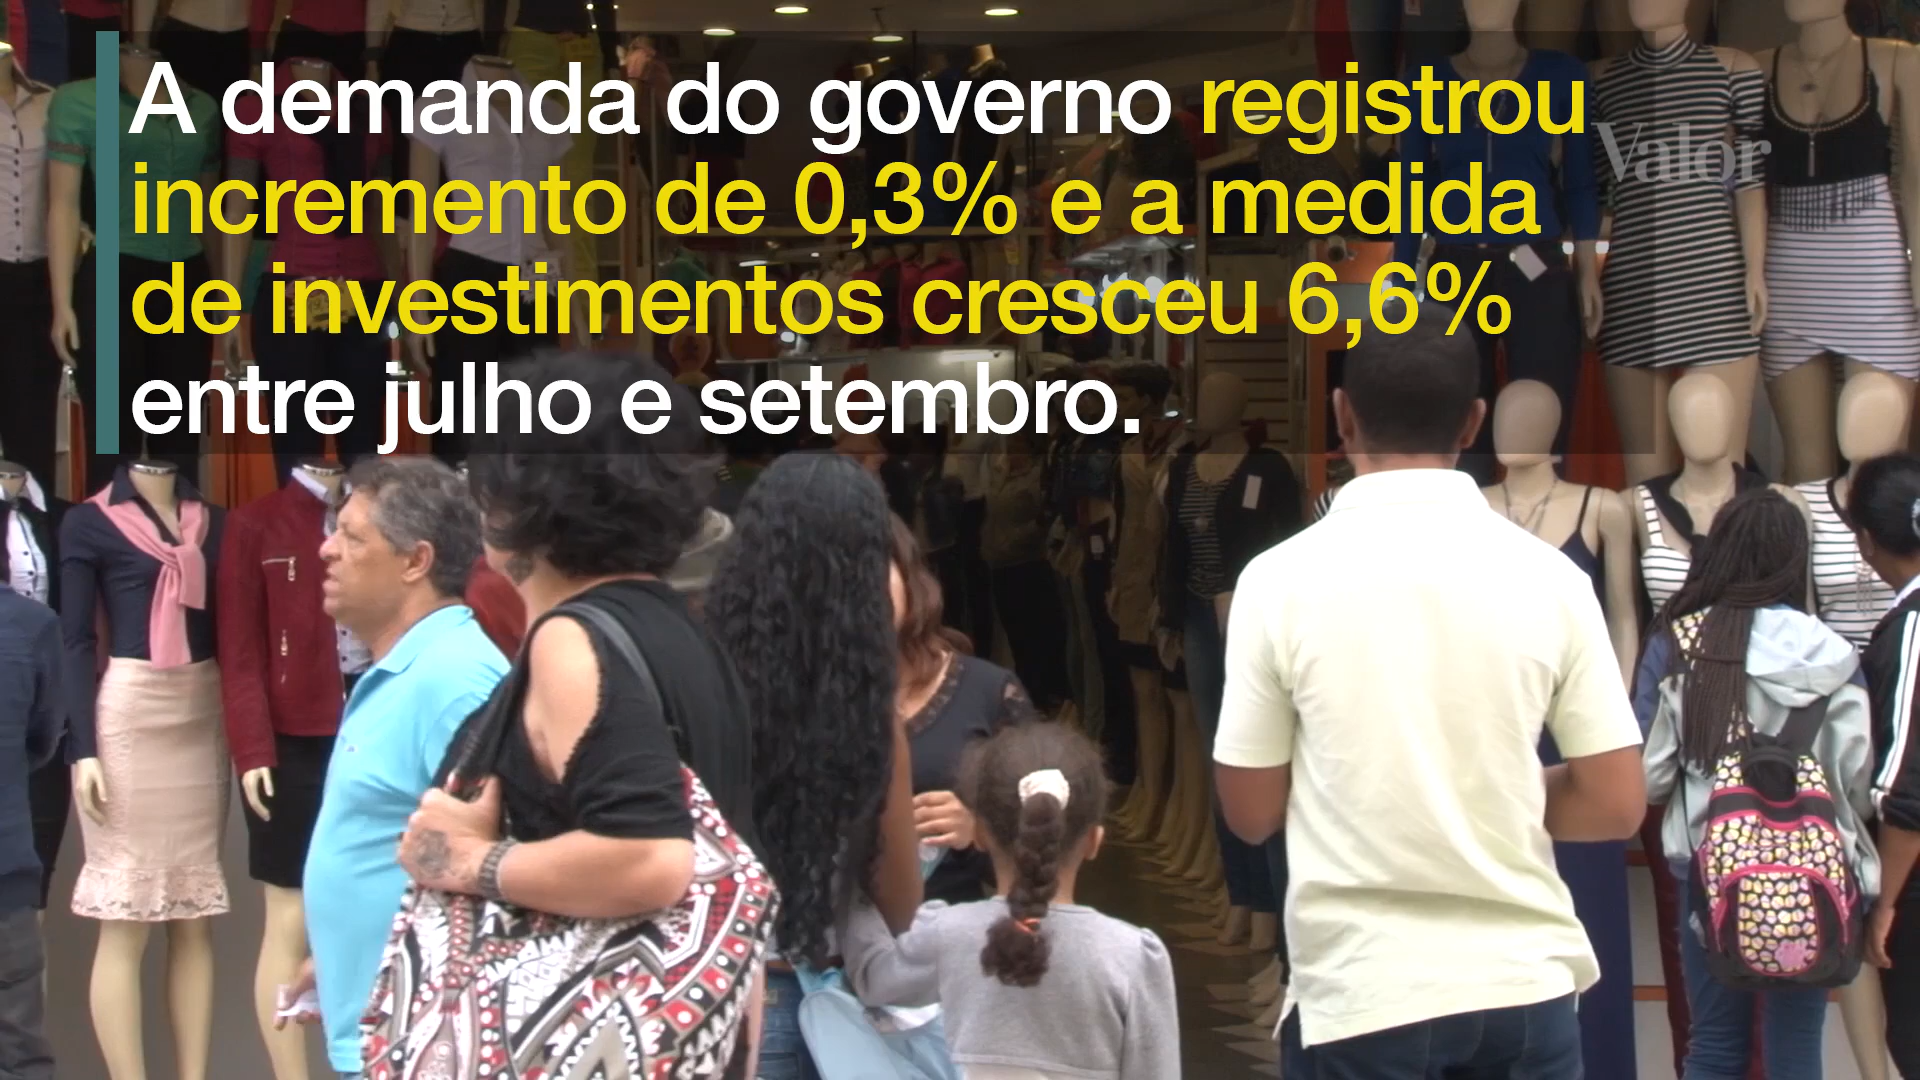 A demanda do governo registrou
incremento de 0,3% e a medida
de investimentos cresceu 6,6%
entre julho e setembro.
Valor